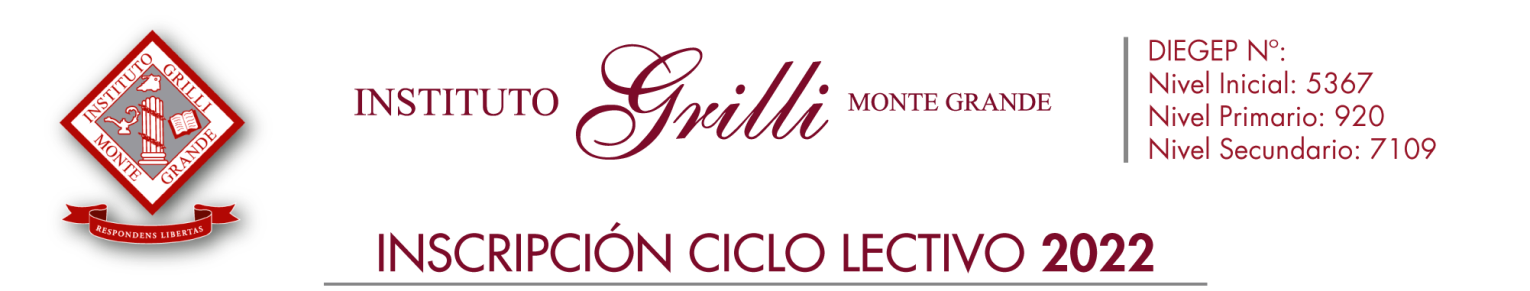 INSTITUTO GRILLI
MONTE GRANDE
RESPONDENS LIBERTAS
INSTITUTO Grilli MONTE GRANDE
DIEGEP Nº:
Nivel Inicial: 5367
Nivel Primario: 920
Nivel Secundario: 7109
INSCRIPCIÓN CICLO LECTIVO 2022